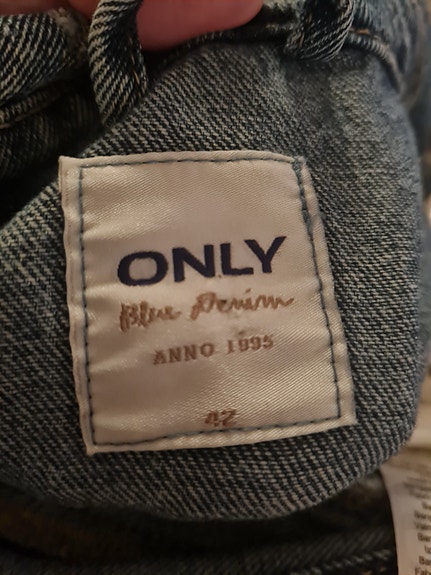 ONLY
Blue Denim
ANNO 1995
42